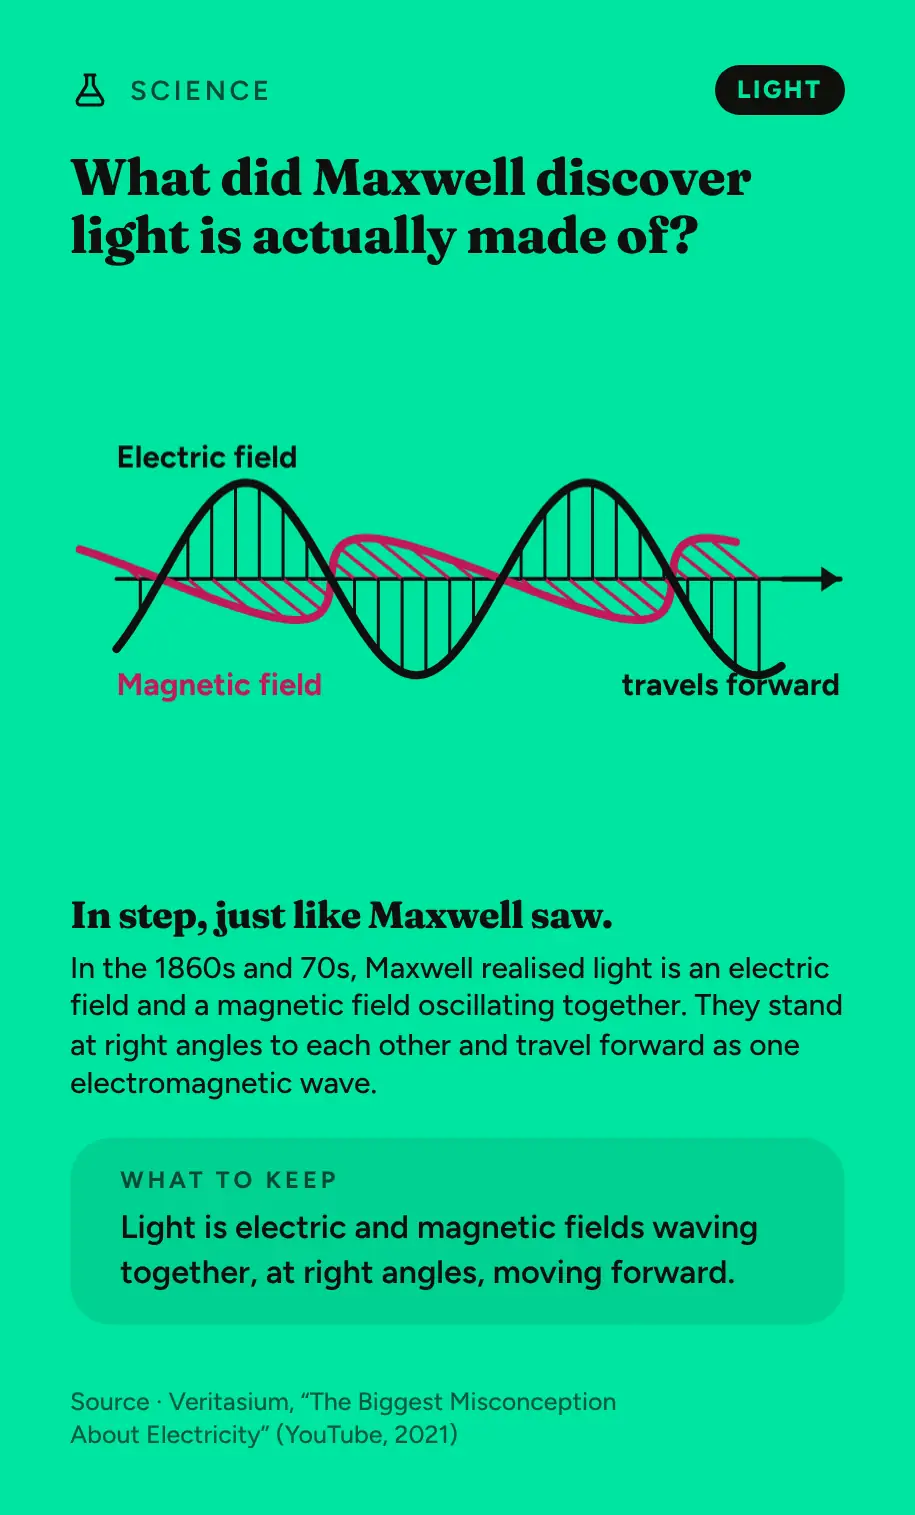 SCIENCE
LIGHT
What did Maxwell discover
light is actually made of?
Electric field
Magnetic field
travels forward
In step, just like Maxwell saw.
In the 1860s and 70s, Maxwell realised light is an electric
field and a magnetic field oscillating together. They stand
at right angles to each other and travel forward as one
electromagnetic wave.
WHAT TO KEEP
Light is electric and magnetic fields waving
together, at right angles, moving forward.
Source · Veritasium, “The Biggest Misconception
About Electricity” (YouTube, 2021)